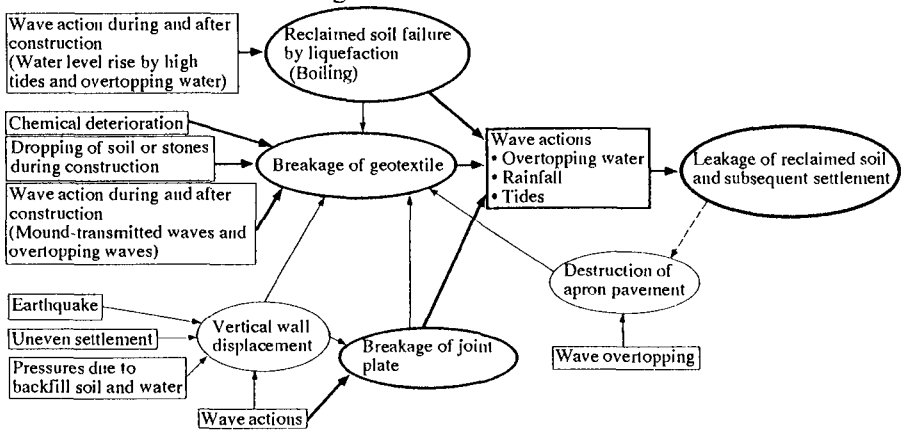 Wave action during and after
construction
(Water level rise by high
tides and overtopping water)
Reclaimed soil failure
by liquefaction
(Boiling)
Chemical deterioration
Dropping of soil or stones
during construction
Wave action during and after
construction
(Mound-transmitted waves and
overtopping waves)
Breakage of geotextile
Wave actions
• Overtopping water
• Rainfall
• Tides
Leakage of reclaimed soil
and subsequent settlement
Destruction of
apron pavement
Wave overtopping
Earthquake
Uneven settlement
Pressures due to
backfill soil and water
Vertical wall
displacement
Breakage of joint
plate
Wave actions